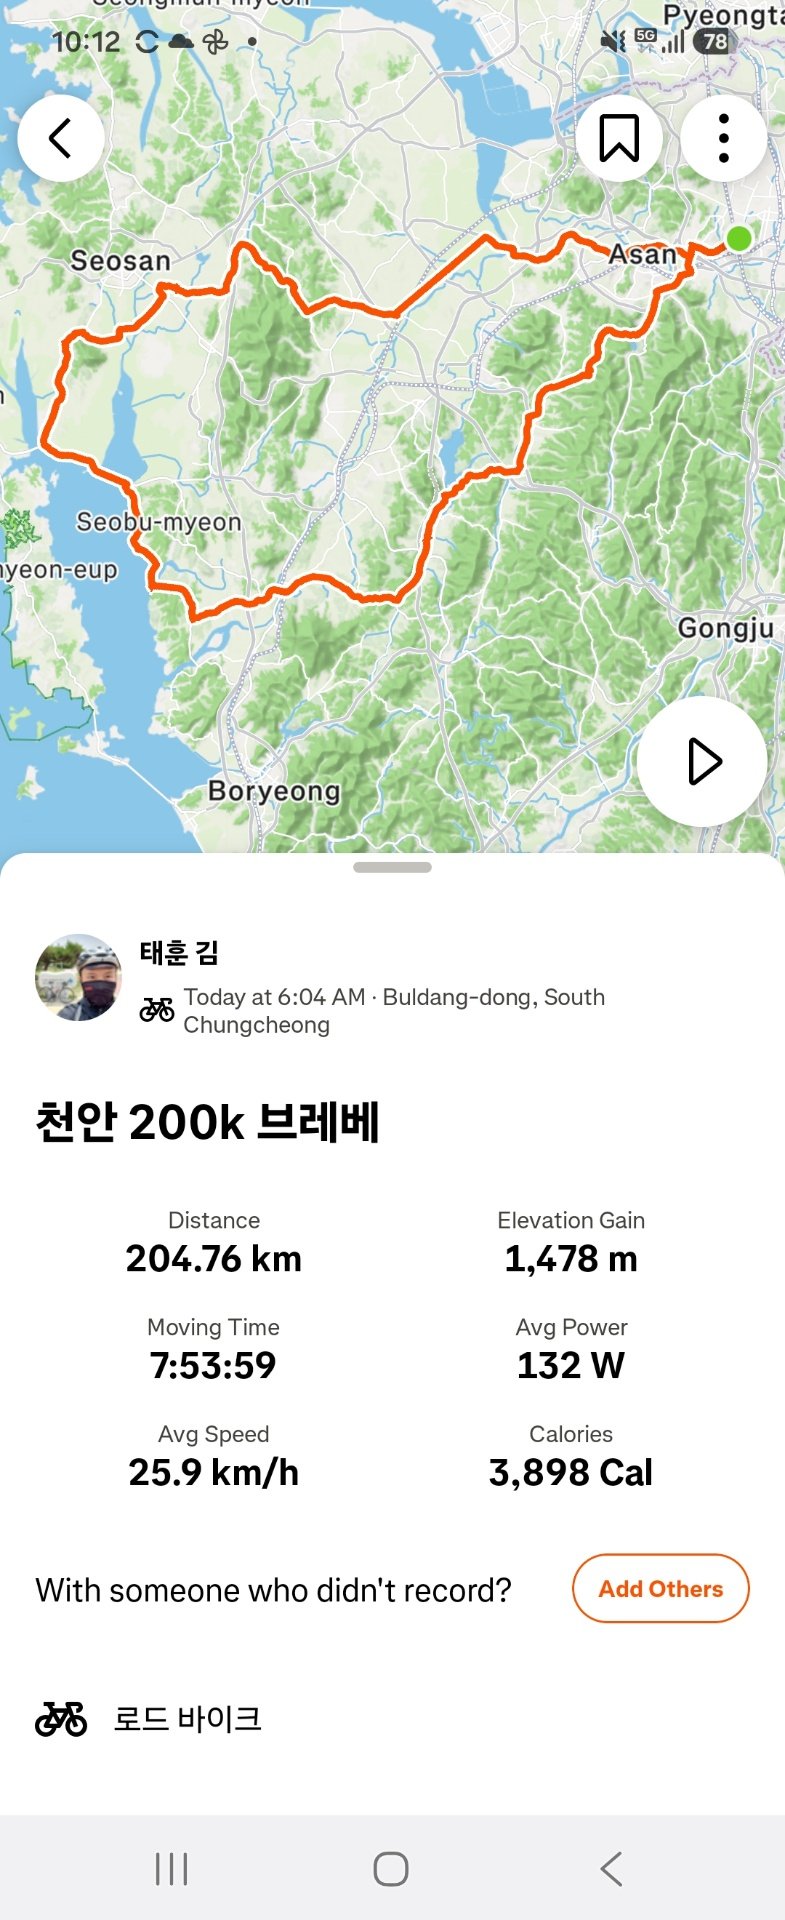 10:12
5G
78
Seosan
Asan
Seobu-myeon
Gongju
Boryeong
태훈 김
Today at 6:04 AM · Buldang-dong, South
Chungcheong
천안 200k 브레베
Distance
Elevation Gain
204.76 km
1,478 m
Moving Time
Avg Power
7:53:59
132 W
Avg Speed
Calories
25.9 km/h
3,898 Cal
With someone who didn't record?
Add Others
로드 바이크